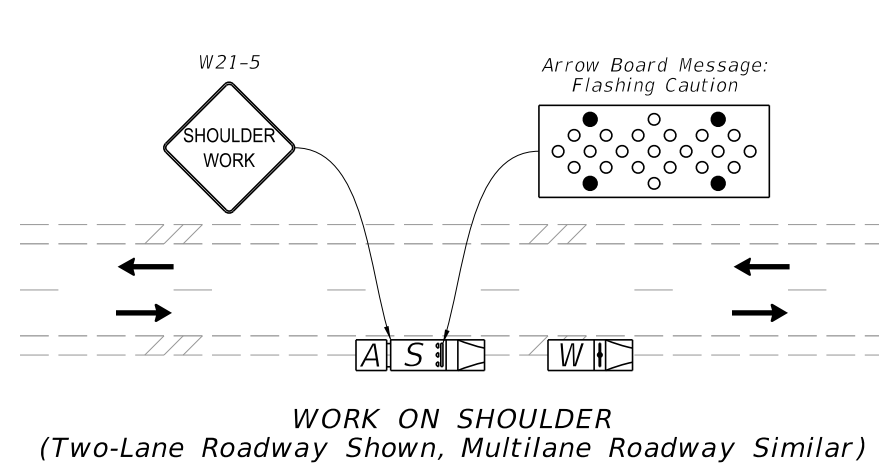 W21-5
SHOULDER
WORK
Arrow Board Message:
Flashing Caution
A
S
W
WORK ON SHOULDER
(Two-Lane Roadway Shown, Multilane Roadway Similar)